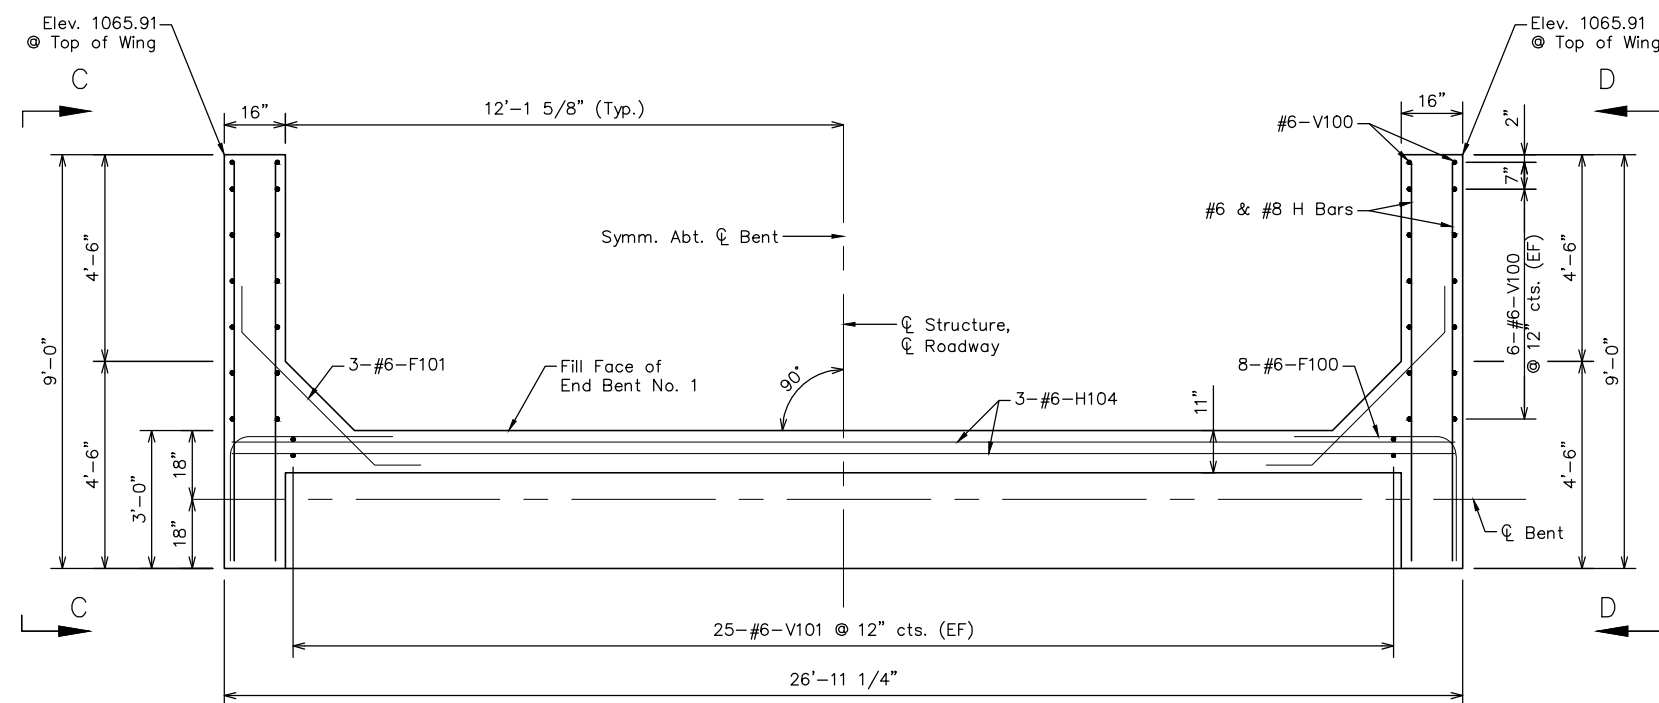 Elev. 1065.91
@ Top of Wing
Elev. 1065.91
@ Top of Wing
C
D
16"
12'-1 5/8" (Typ.)
16"
#6-V100
2"
7"
#6 & #8 H Bars
Symm. Abt. ℄ Bent
4'-6"
9'-0"
4'-6"
3'-0"
18"
18"
6-#6-V100
@ 12" cts. (EF)
4'-6"
9'-0"
4'-6"
℄ Structure,
℄ Roadway
3-#6-F101
Fill Face of
End Bent No. 1
90°
3-#6-H104
11"
8-#6-F100
℄ Bent
C
D
25-#6-V101 @ 12" cts. (EF)
26'-11 1/4"